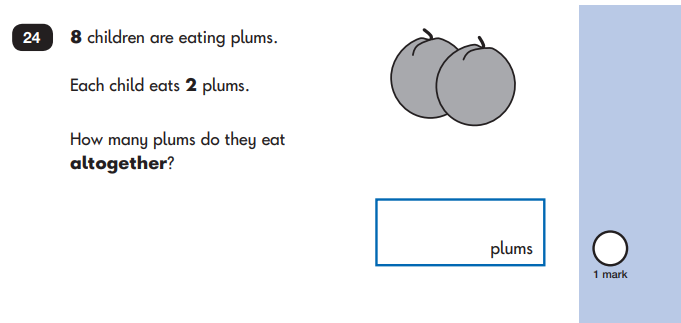 24 8 children are eating plums.
Each child eats 2 plums.
How many plums do they eat
altogether?
plums
1 mark